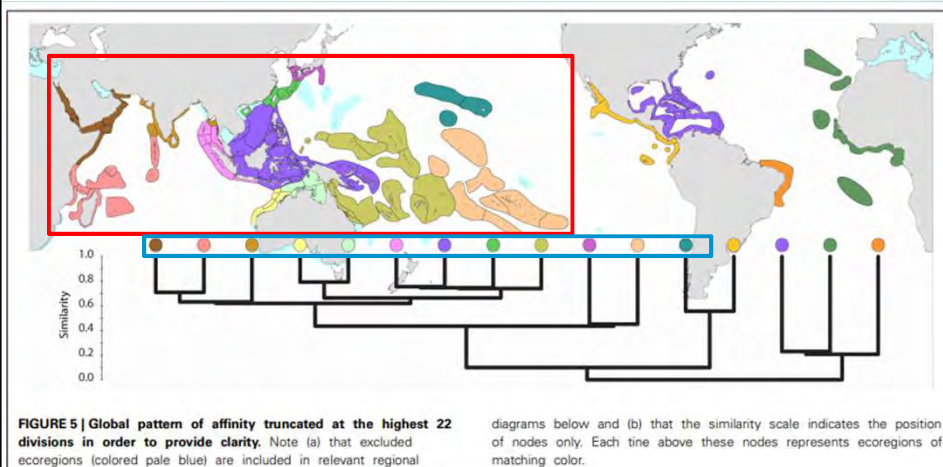 1.0
0.8
0.6
0.4
0.2
0.0
Similarity
FIGURE 5 | Global pattern of affinity truncated at the highest 22
divisions in order to provide clarity. Note (a) that excluded
ecoregions (colored pale blue) are included in relevant regional
diagrams below and (b) that the similarity scale indicates the position
of nodes only. Each tine above these nodes represents ecoregions of
matching color.